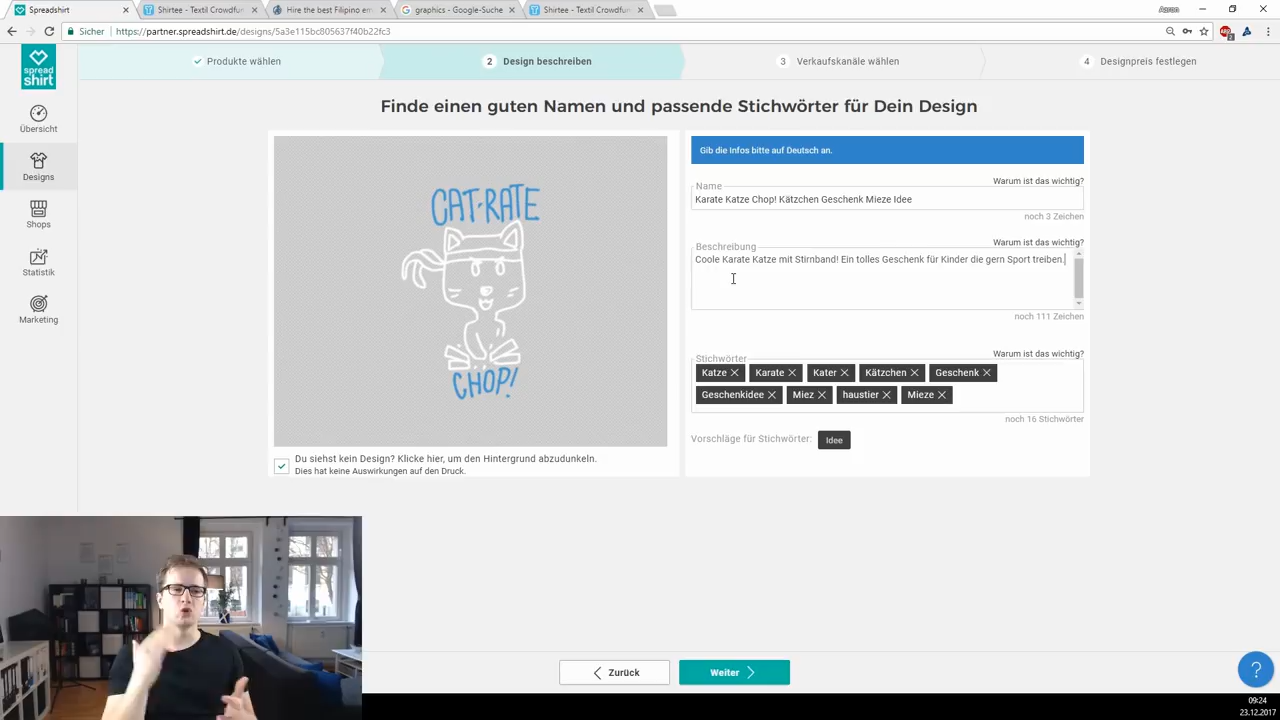 Spreadshirt
Shirtee - Textil Crowdfun
Hire the best Filipino em
graphics - Google-Suche
Shirtee - Textil Crowdfun
Aaron
Sicher
https://partner.spreadshirt.de/designs/5a3e115bc805637f40b22fc3
spread
shirt
Produkte wählen
2 Design beschreiben
3 Verkaufskanäle wählen
4 Designpreis festlegen
Übersicht
Designs
Shops
Statistik
Marketing
Finde einen guten Namen und passende Stichwörter für Dein Design
CAT-RATE
CHOP!
Du siehst kein Design? Klicke hier, um den Hintergrund abzudunkeln.
Dies hat keine Auswirkungen auf den Druck.
Gib die Infos bitte auf Deutsch an.
Warum ist das wichtig?
Name
Karate Katze Chop! Kätzchen Geschenk Mieze Idee
noch 3 Zeichen
Warum ist das wichtig?
Beschreibung
Coole Karate Katze mit Stirnband! Ein tolles Geschenk für Kinder die gern Sport treiben.
noch 111 Zeichen
Warum ist das wichtig?
Stichwörter
Katze Karate Kater Kätzchen Geschenk
Geschenkidee Miez haustier Mieze
noch 16 Stichwörter
Vorschläge für Stichwörter: Idee
Zurück
Weiter
?
09:24
23.12.2017